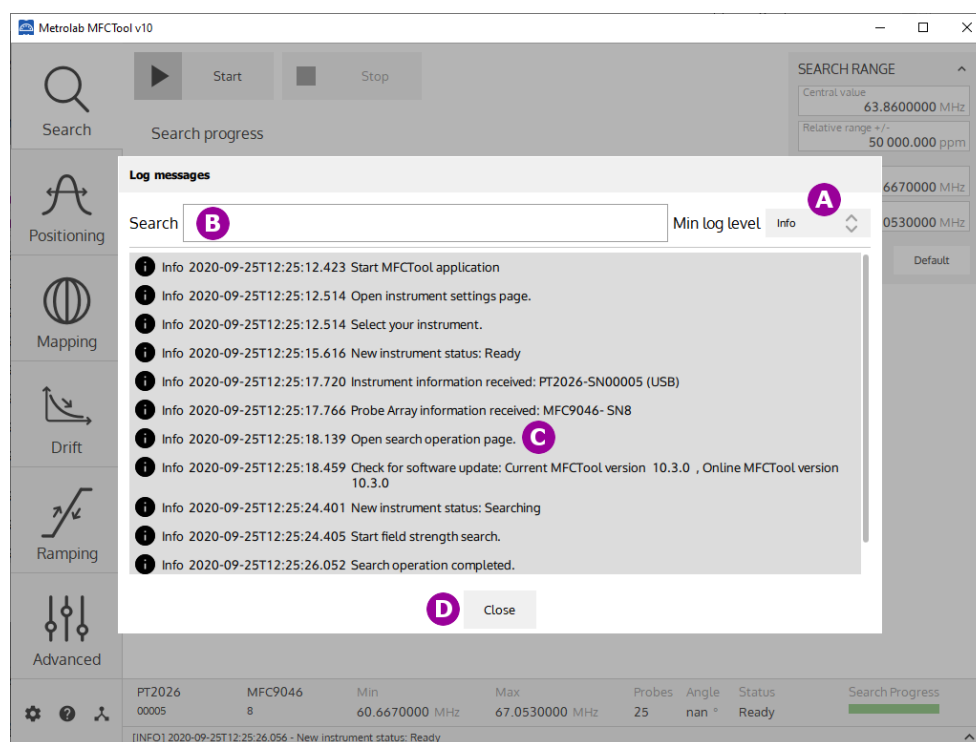 Metrolab MFCTool v10
Start
Stop
Search
Search progress
SEARCH RANGE
Central value
63.8600000 MHz
Relative range +/-
50 000.000 ppm
6670000 MHz
0530000 MHz
Default
Log messages
Search
B
Min log level
Info
A
Info 2020-09-25T12:25:12.423 Start MFCTool application
Info 2020-09-25T12:25:12.514 Open instrument settings page.
Info 2020-09-25T12:25:12.514 Select your instrument.
Info 2020-09-25T12:25:15.616 New instrument status: Ready
Info 2020-09-25T12:25:17.720 Instrument information received: PT2026-SN00005 (USB)
Info 2020-09-25T12:25:17.766 Probe Array information received: MFC9046- SN8
Info 2020-09-25T12:25:18.139 Open search operation page.
C
Info 2020-09-25T12:25:18.459 Check for software update: Current MFCTool version 10.3.0 , Online MFCTool version
10.3.0
Info 2020-09-25T12:25:24.401 New instrument status: Searching
Info 2020-09-25T12:25:24.405 Start field strength search.
Info 2020-09-25T12:25:26.052 Search operation completed.
D
Close
Positioning
Mapping
Drift
Ramping
Advanced
PT2026 MFC9046 Min Max Probes Angle Status Search Progress
00005 8 60.6670000 MHz 67.0530000 MHz 25 nan ° Ready
[INFO] 2020-09-25T12:25:26.056 - New instrument status: Ready